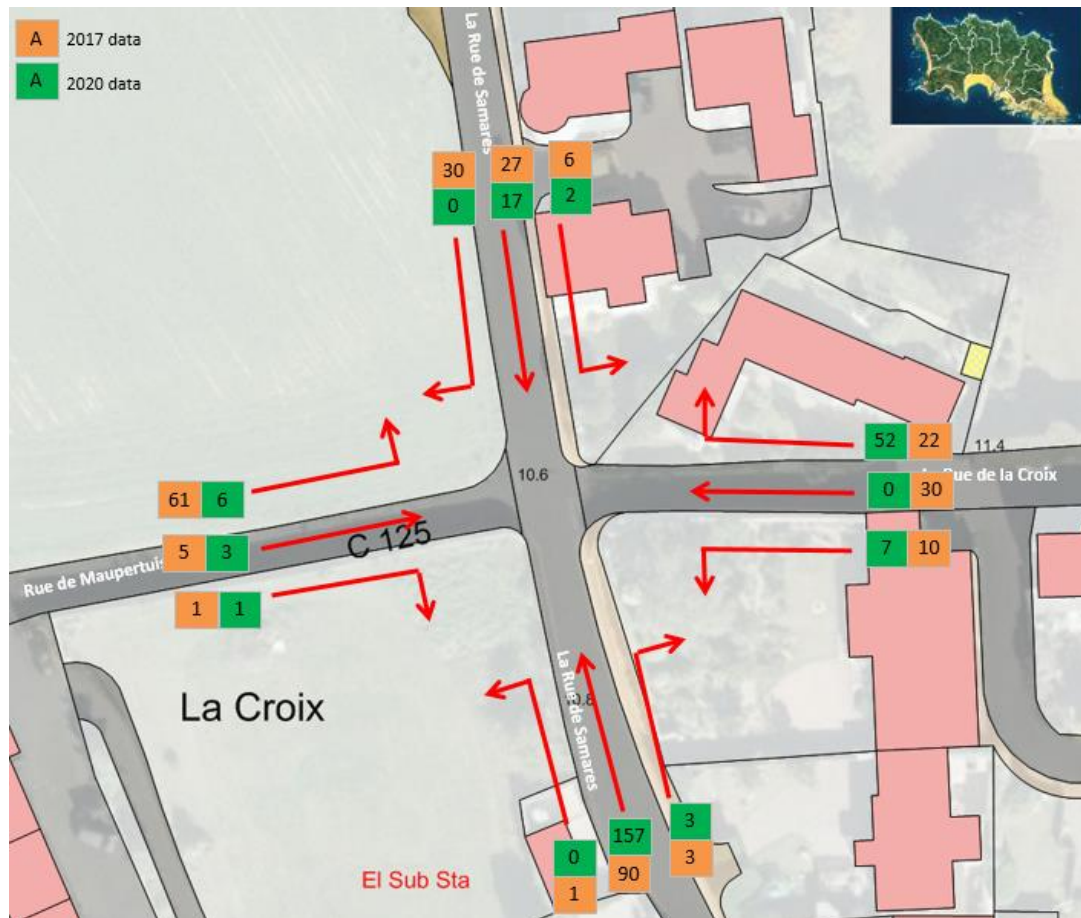 A 2017 data
A 2020 data
La Rue de Samares
30 27 6
0 17 2
52 22
11.4
Rue de la Croix
0 30
7 10
10.6
61 6
5 3
C 125
Rue de Maupertuis
1 1
La Croix
La Rue de Samares
El Sub Sta
0 157 3
1 90 3